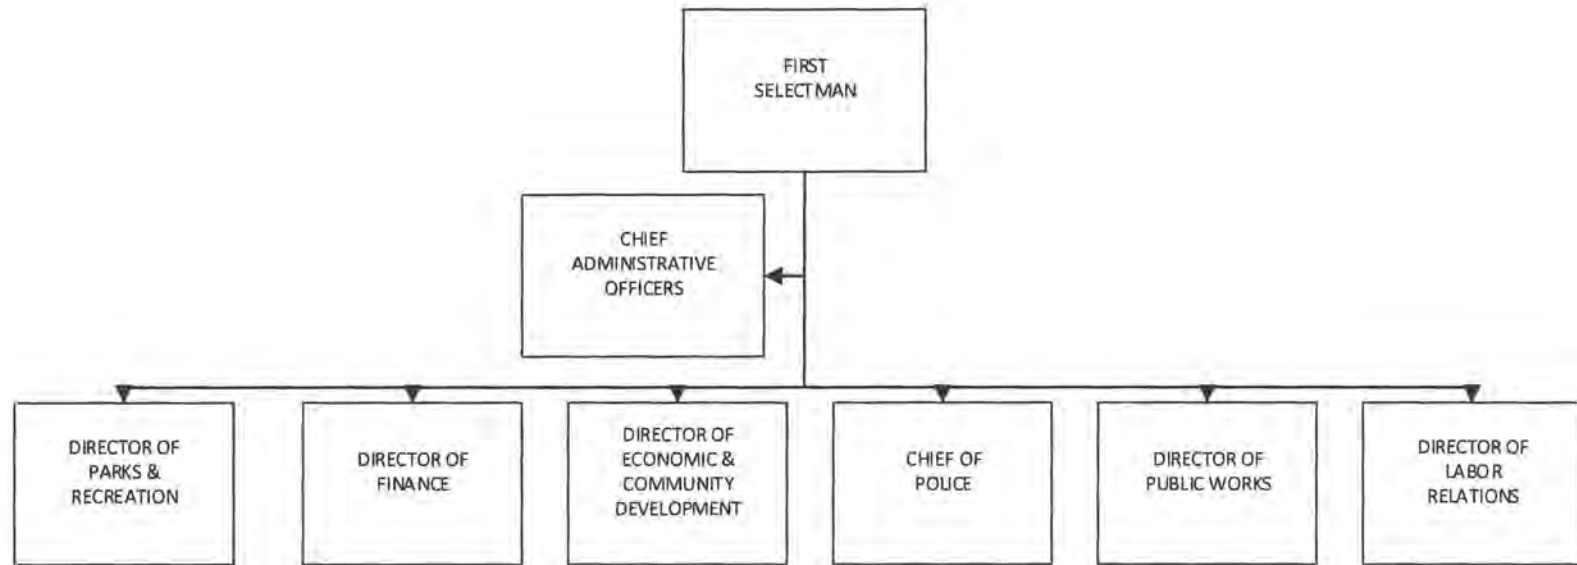 FIRST
SELECTMAN
CHIEF
ADMINISTRATIVE
OFFICERS
DIRECTOR OF
PARKS &
RECREATION
DIRECTOR OF
FINANCE
DIRECTOR OF
ECONOMIC &
COMMUNITY
DEVELOPMENT
CHIEF OF
POLICE
DIRECTOR OF
PUBLIC WORKS
DIRECTOR OF
LABOR
RELATIONS